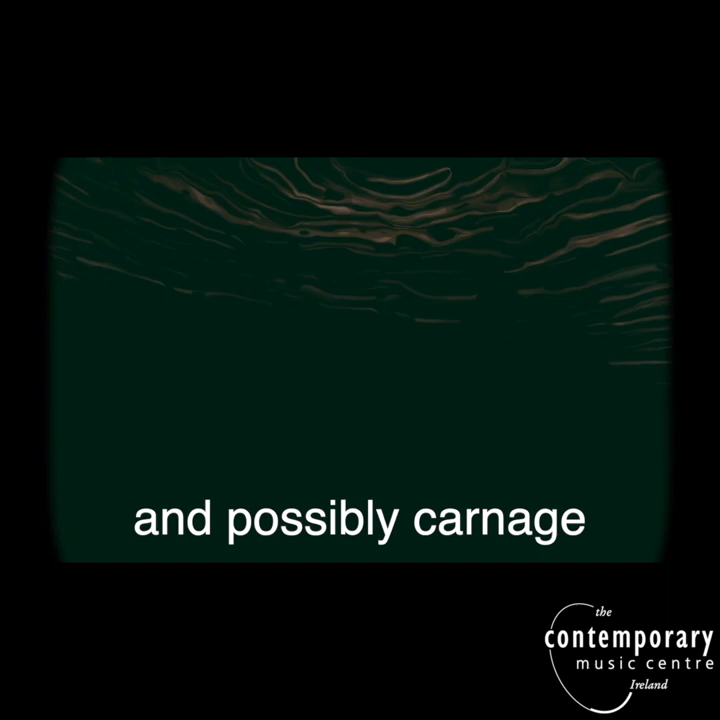 and possibly carnage
the
contemporary
music centre
Ireland